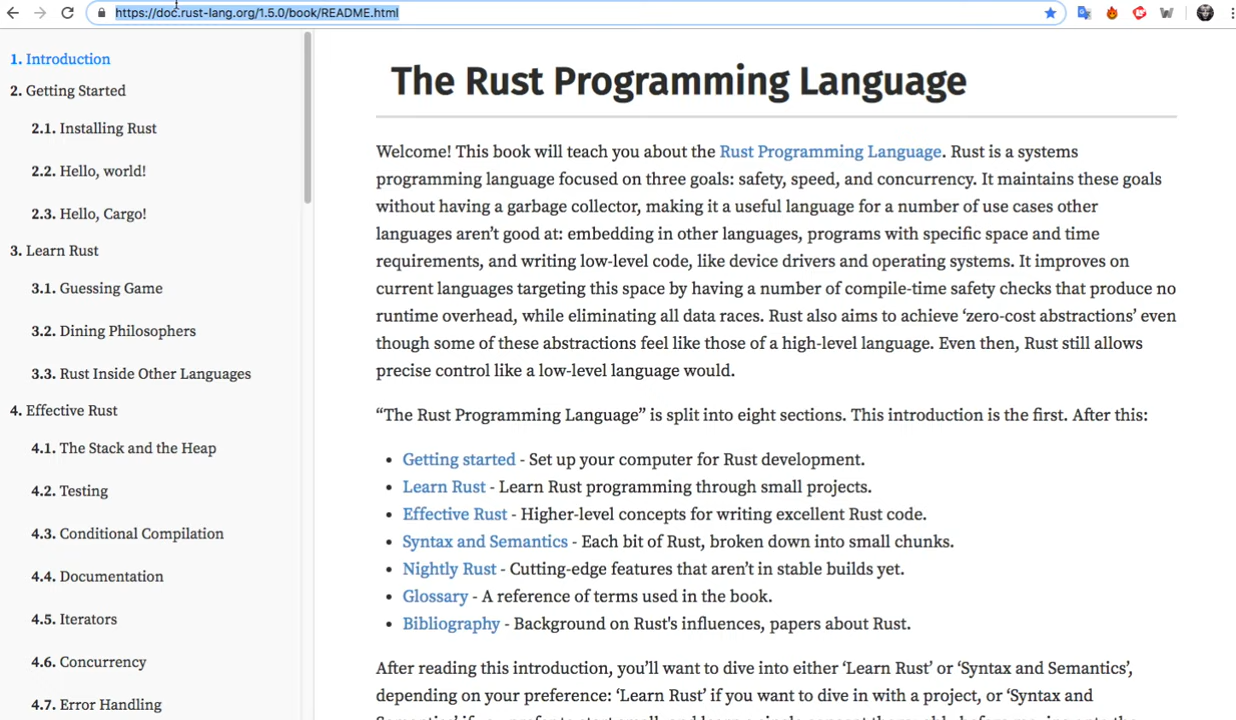 https://doc.rust-lang.org/1.5.0/book/README.html
1. Introduction
2. Getting Started
2.1. Installing Rust
2.2. Hello, world!
2.3. Hello, Cargo!
3. Learn Rust
3.1. Guessing Game
3.2. Dining Philosophers
3.3. Rust Inside Other Languages
4. Effective Rust
4.1. The Stack and the Heap
4.2. Testing
4.3. Conditional Compilation
4.4. Documentation
4.5. Iterators
4.6. Concurrency
4.7. Error Handling
The Rust Programming Language
Welcome! This book will teach you about the Rust Programming Language. Rust is a systems
programming language focused on three goals: safety, speed, and concurrency. It maintains these goals
without having a garbage collector, making it a useful language for a number of use cases other
languages aren’t good at: embedding in other languages, programs with specific space and time
requirements, and writing low-level code, like device drivers and operating systems. It improves on
current languages targeting this space by having a number of compile-time safety checks that produce no
runtime overhead, while eliminating all data races. Rust also aims to achieve ‘zero-cost abstractions’ even
though some of these abstractions feel like those of a high-level language. Even then, Rust still allows
precise control like a low-level language would.
“The Rust Programming Language” is split into eight sections. This introduction is the first. After this:
• Getting started - Set up your computer for Rust development.
• Learn Rust - Learn Rust programming through small projects.
• Effective Rust - Higher-level concepts for writing excellent Rust code.
• Syntax and Semantics - Each bit of Rust, broken down into small chunks.
• Nightly Rust - Cutting-edge features that aren’t in stable builds yet.
• Glossary - A reference of terms used in the book.
• Bibliography - Background on Rust's influences, papers about Rust.
After reading this introduction, you’ll want to dive into either ‘Learn Rust’ or ‘Syntax and Semantics’,
depending on your preference: ‘Learn Rust’ if you want to dive in with a project, or ‘Syntax and